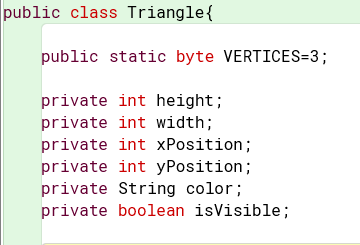 public class Triangle{
public static byte VERTICES=3;
private int height;
private int width;
private int xPosition;
private int yPosition;
private String color;
private boolean isVisible;